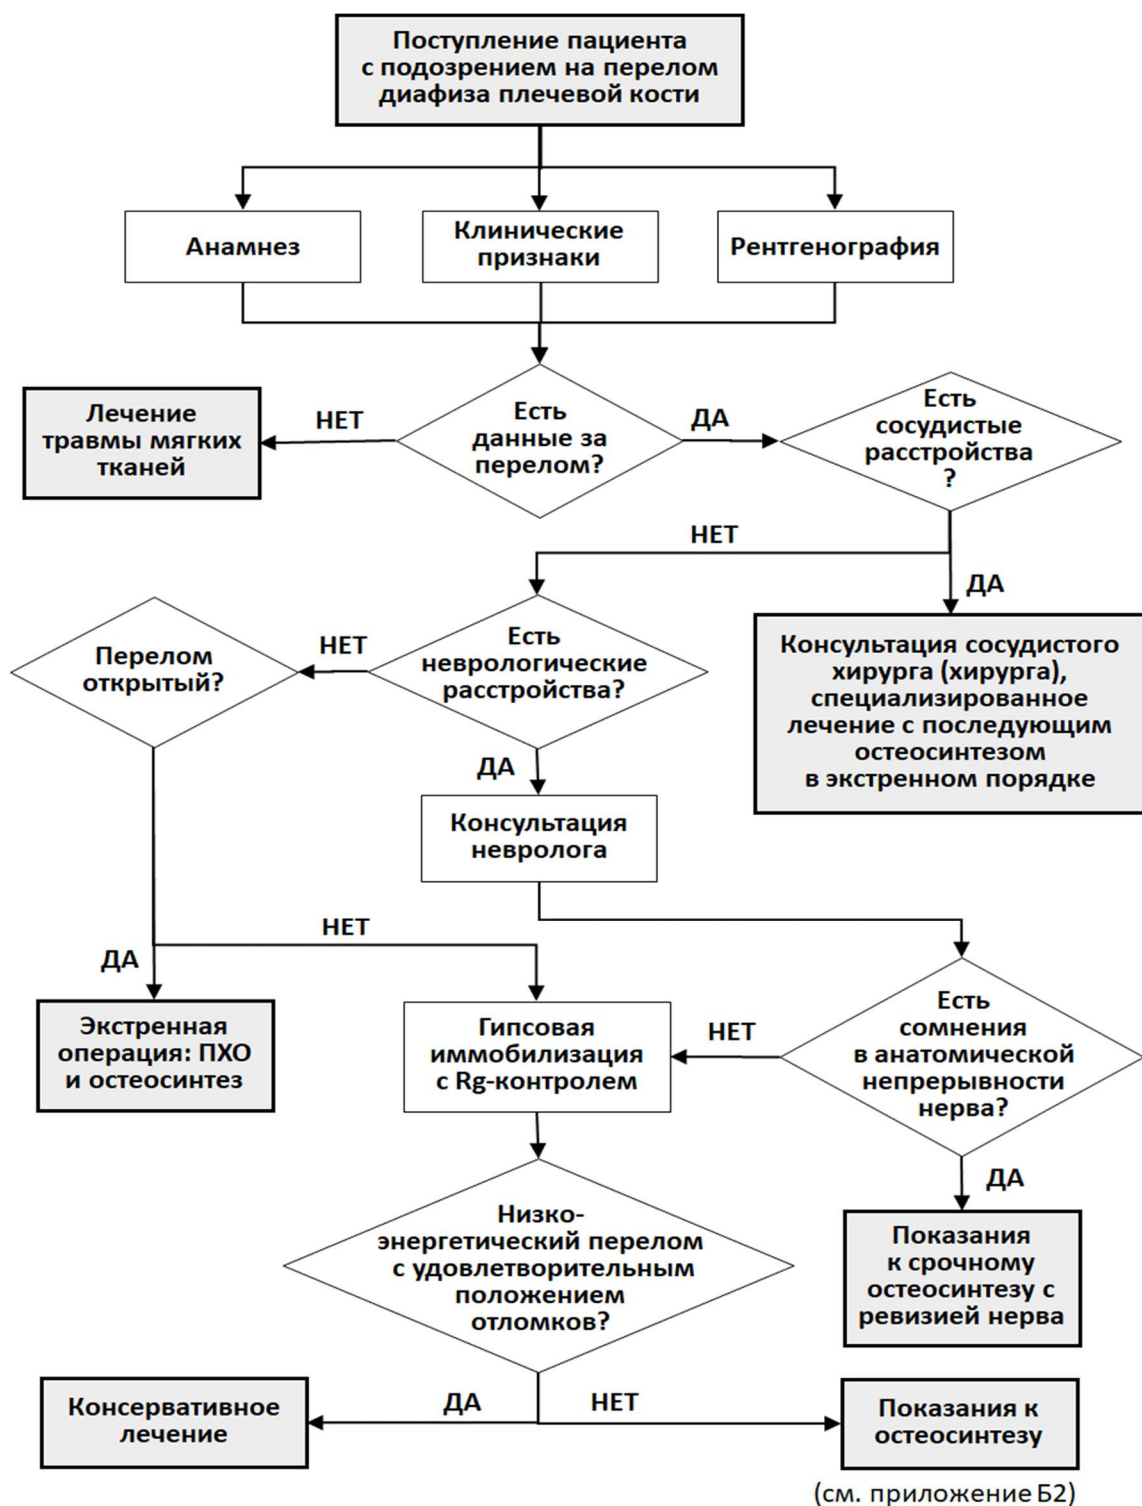 Поступление пациента
с подозрением на перелом
диафиза плечевой кости
Анамнез
Клинические
признаки
Рентгенография
Лечение
травмы мягких
тканей
НЕТ
Есть
данные за
перелом?
ДА
Есть
сосудистые
расстройства
?
НЕТ
ДА
Перелом
открытый?
НЕТ
Есть
неврологические
расстройства?
Консультация сосудистого
хирурга (хирурга),
специализированное
лечение с последующим
остеосинтезом
в экстренном порядке
ДА
Консультация
невролога
НЕТ
ДА
Экстренная
операция: ПХО
и остеосинтез
Гипсовая
иммобилизация
с Rg-контролем
НЕТ
Есть
сомнения
в анатомической
непрерывности
нерва?
ДА
Низко-
энергетический перелом
с удовлетворительным
положением
отломков?
Показания
к срочному
остеосинтезу с
ревизией нерва
Консервативное
лечение
ДА
НЕТ
Показания к
остеосинтезу
(см. приложение Б2)